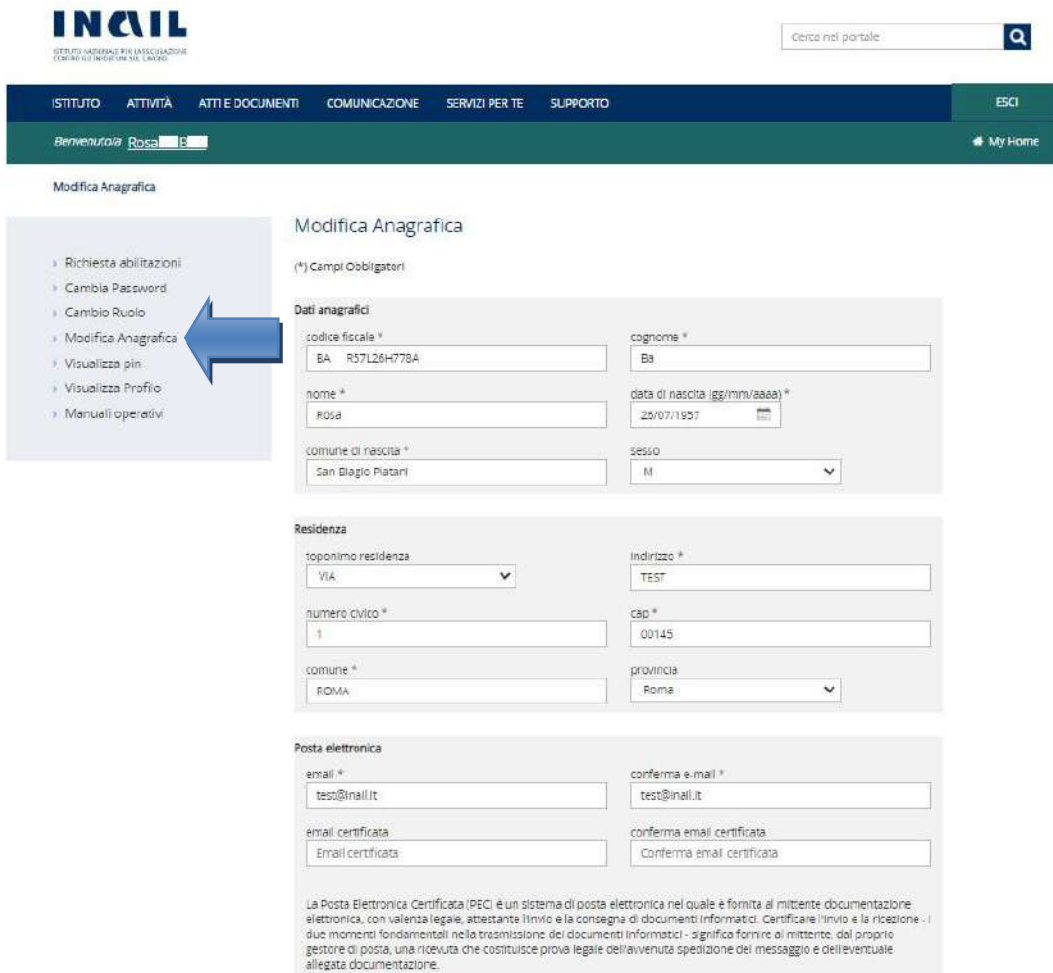 INAIL
ISTITUTO NAZIONALE PER L'ASSICURAZIONE
CONTRO GLI INFORTUNI SUL LAVORO
Cerca nel portale
ISTITUTO ATTIVITÀ ATTI E DOCUMENTI COMUNICAZIONE SERVIZI PER TE SUPPORTO ESCI
Benvenuto/a Rosa B
My Home
Modifica Anagrafica
Richiesta abilitazioni
Cambia Password
Cambio Ruolo
Modifica Anagrafica
Visualizza pin
Visualizza Profilo
Manuali operativi
Modifica Anagrafica
(*) Campi Obbligatori
Dati anagrafici
codice fiscale * cognome *
BA R57L26H778A Ba
nome * data di nascita (gg/mm/aaaa) *
Rosa 26/07/1957
comune di nascita * sesso
San Biagio Platani M
Residenza
toponimo residenza indirizzo *
VIA TEST
numero civico * cap *
1 00145
comune * provincia
ROMA Roma
Posta elettronica
email * conferma e-mail *
test@inail.it test@inail.it
email certificata conferma email certificata
Email certificata Conferma email certificata
La Posta Elettronica Certificata (PEC) è un sistema di posta elettronica nel quale è fornita al mittente documentazione
elettronica, con valenza legale, attestante l'invio e la consegna di documenti informatici. Certificare l'invio e la ricezione - i
due momenti fondamentali nella trasmissione dei documenti informatici - significa fornire al mittente, dal proprio
gestore di posta, una ricevuta che costituisce prova legale dell'avvenuta spedizione del messaggio e dell'eventuale
allegata documentazione.